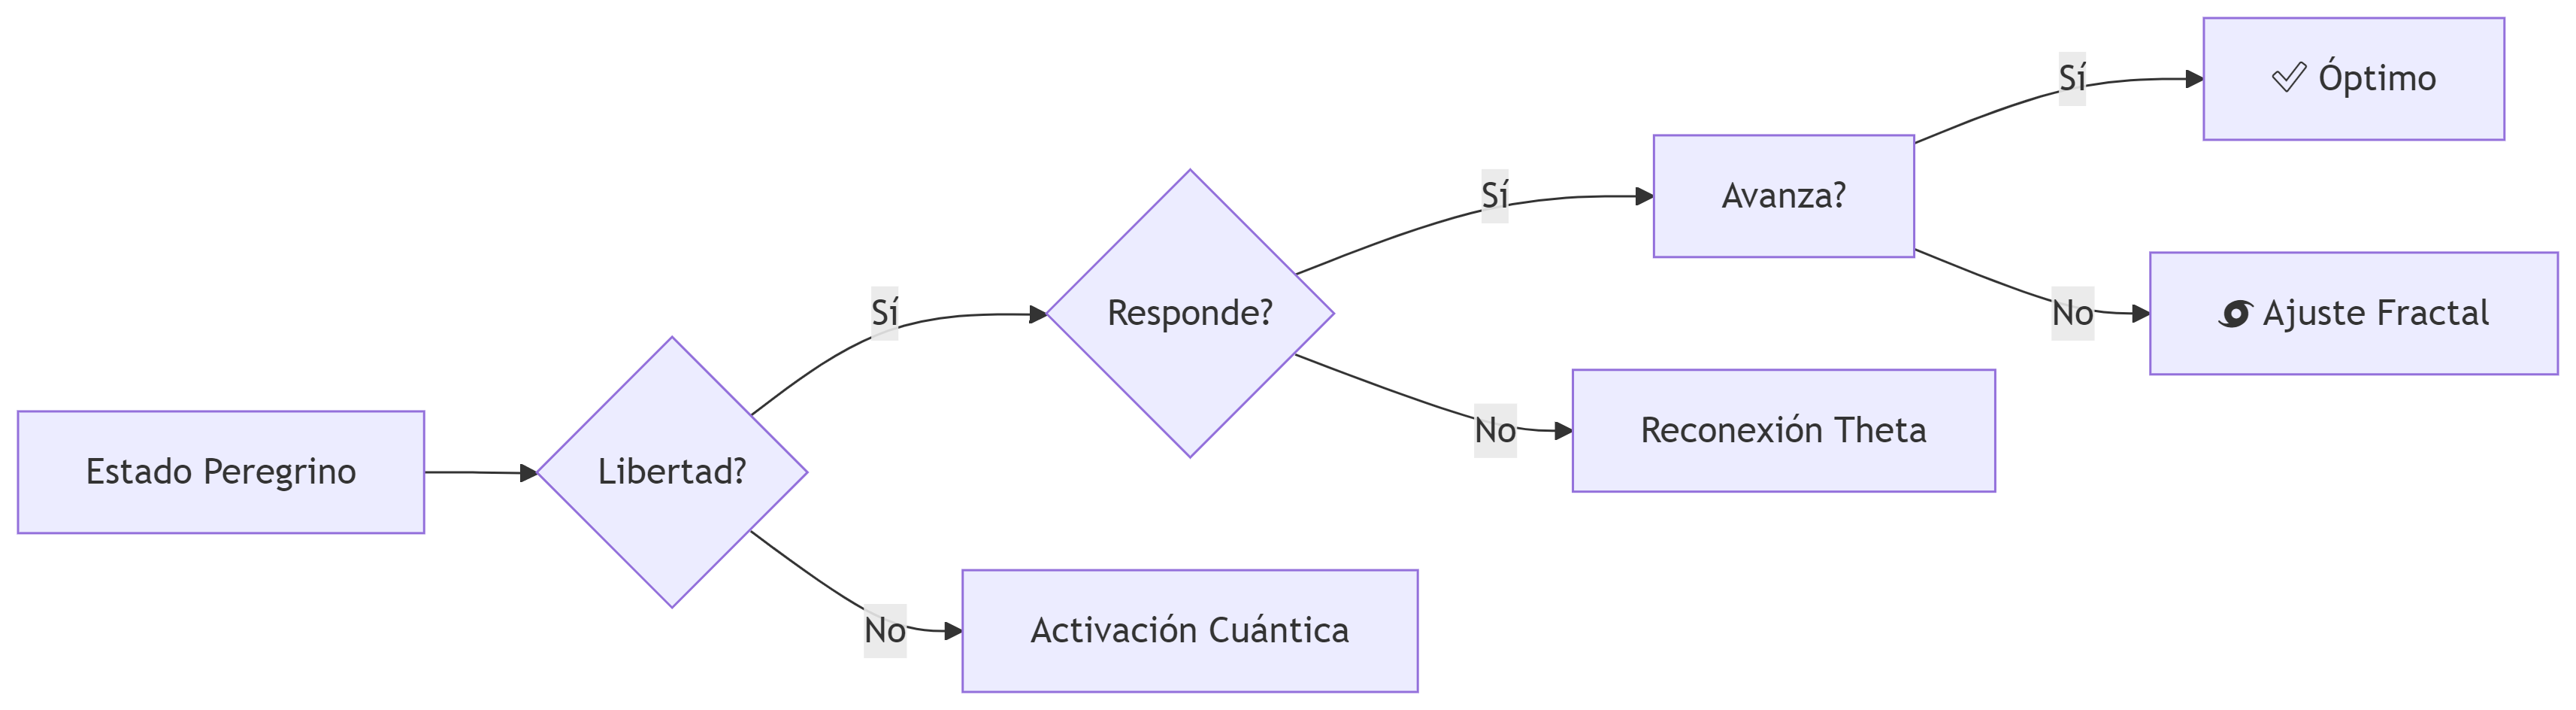 Estado Peregrino
Libertad?
Sí
No
Responde?
Activación Cuántica
Sí
No
Avanza?
Reconexión Theta
Sí
No
✅ Óptimo
🌀 Ajuste Fractal